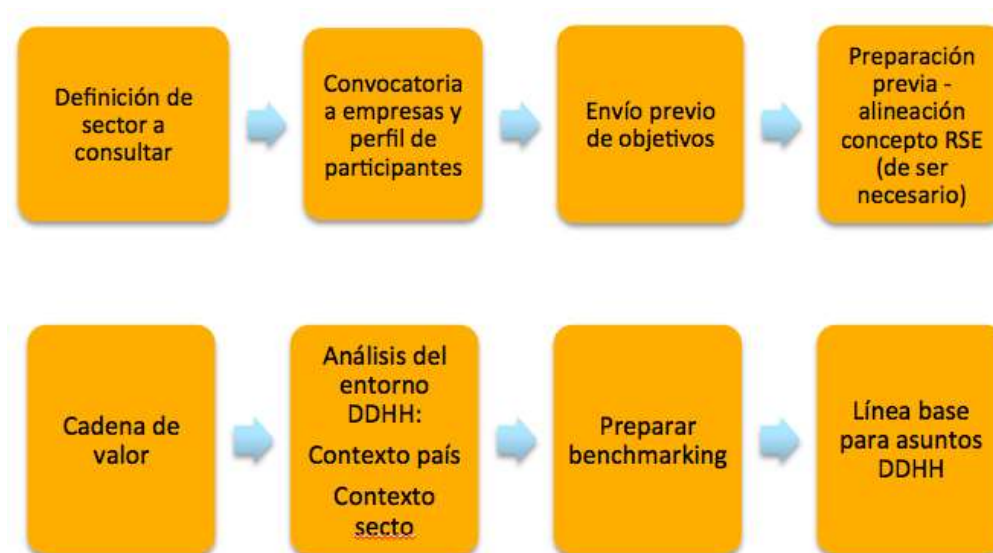 Definición de
sector a
consultar
Convocatoria
a empresas y
perfil de
participantes
Envío previo
de objetivos
Preparación
previa -
alineación
concepto RSE
(de ser
necesario)
Cadena de
valor
Análisis del
entorno
DDHH:
Contexto país
Contexto
secto
Preparar
benchmarking
Línea base
para asuntos
DDHH